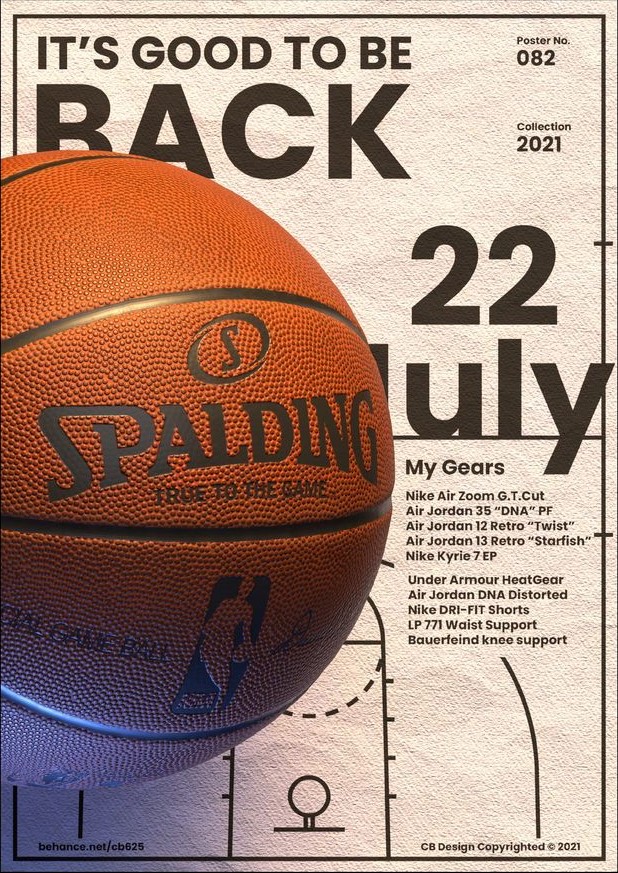 IT'S GOOD TO BE
BACK
Poster No.
082
Collection
2021
22
July
S
SPALDING
TRUE TO THE GAME
GAME BALL
My Gears
Nike Air Zoom G.T.Cut
Air Jordan 35 “DNA” PF
Air Jordan 12 Retro “Twist”
Air Jordan 13 Retro “Starfish”
Nike Kyrie 7 EP
Under Armour HeatGear
Air Jordan DNA Distorted
Nike DRI-FIT Shorts
LP 771 Waist Support
Bauerfeind knee support
behance.net/cb625
CB Design Copyrighted © 2021